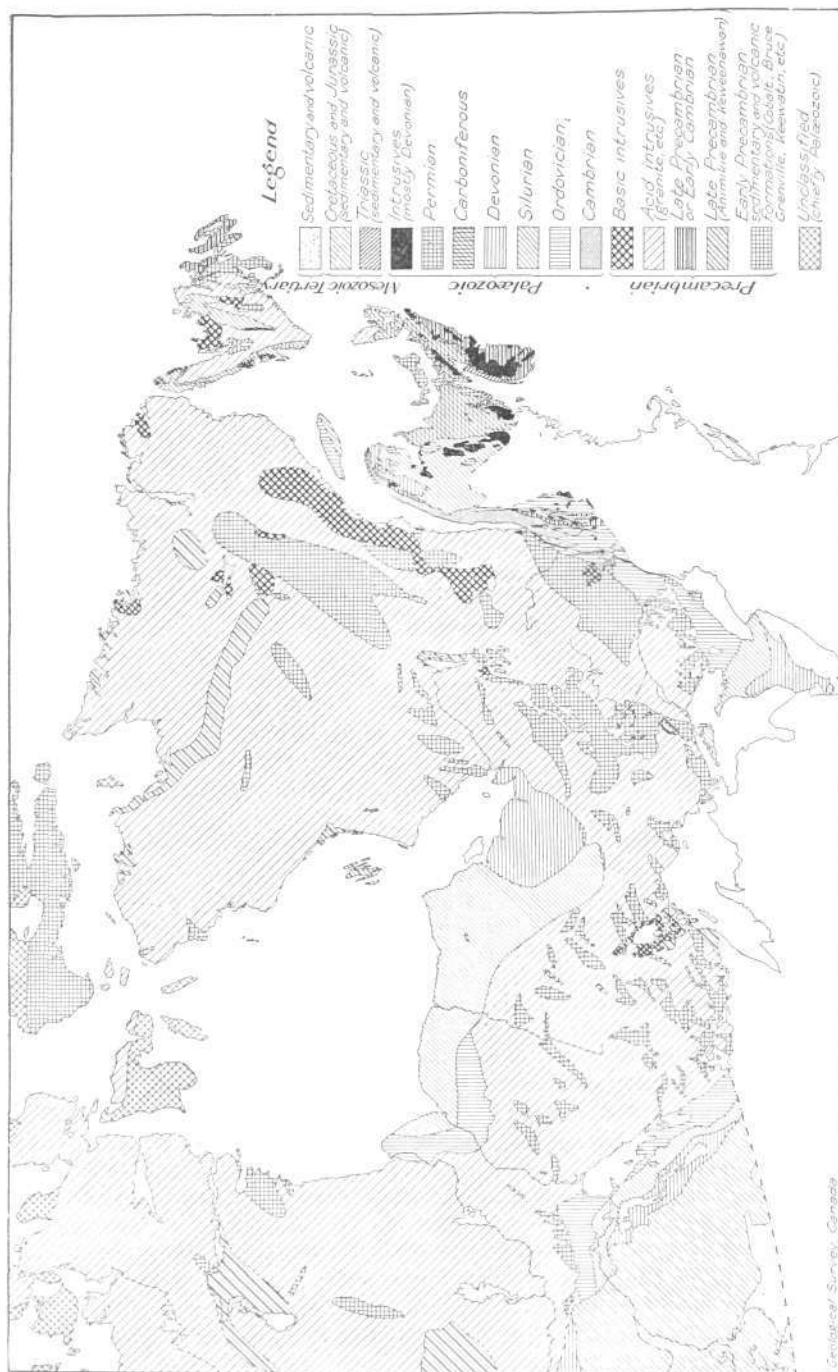 Legend
Tertiary
Sedimentary and volcanic
Mesozoic
Cretaceous and Jurassic
(sedimentary and volcanic)
Triassic
(sedimentary and volcanic)
Palæozoic
Intrusives
(mostly Devonian)
Permian
Carboniferous
Devonian
Silurian
Ordovician
Cambrian
Precambrian
Basic intrusives
Acid intrusives
(granite, etc)
Late Precambrian
or Early Cambrian
Late Precambrian
(Animikie and Keweenawan)
Early Precambrian
sedimentary and volcanic
formations (Cobalt, Bruce
Grenville, Keewatin, etc)
Unclassified
(chiefly Palæozoic)
Geological Survey, Canada